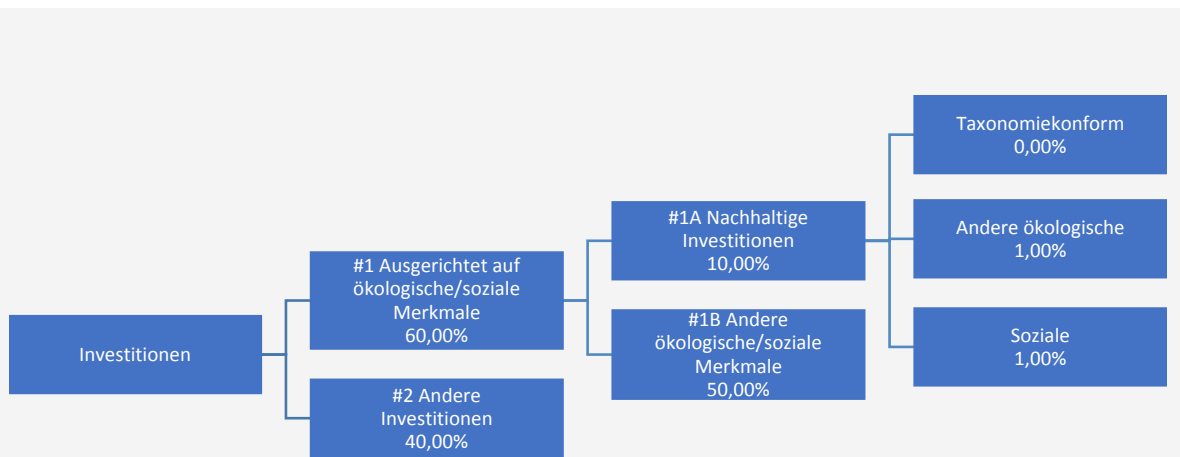 Investitionen
#1 Ausgerichtet auf
ökologische/soziale
Merkmale
60,00%
#2 Andere
Investitionen
40,00%
#1A Nachhaltige
Investitionen
10,00%
#1B Andere
ökologische/soziale
Merkmale
50,00%
Taxonomiekonform
0,00%
Andere ökologische
1,00%
Soziale
1,00%